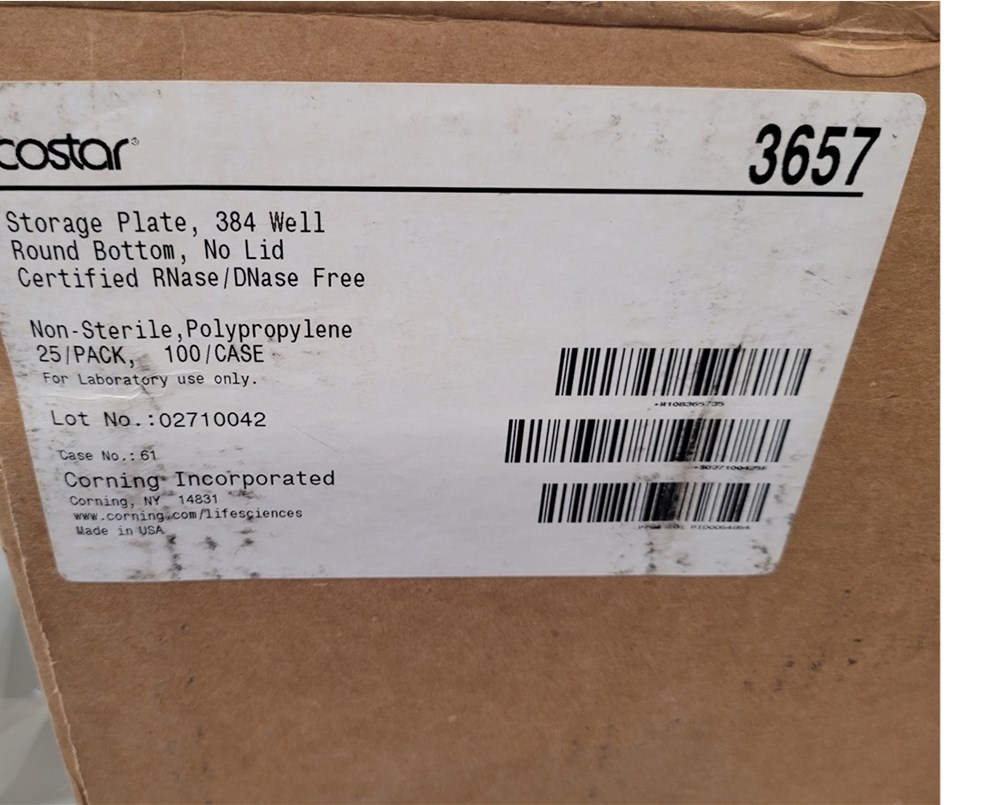 costar®
3657
Storage Plate, 384 Well
Round Bottom, No Lid
Certified RNase/DNase Free
Non-Sterile,Polypropylene
25/PACK, 100/CASE
For Laboratory use only.
Lot No.:02710042
Case No.: 61
Corning Incorporated
Corning, NY 14831
www.corning.com/lifesciences
Made in USA